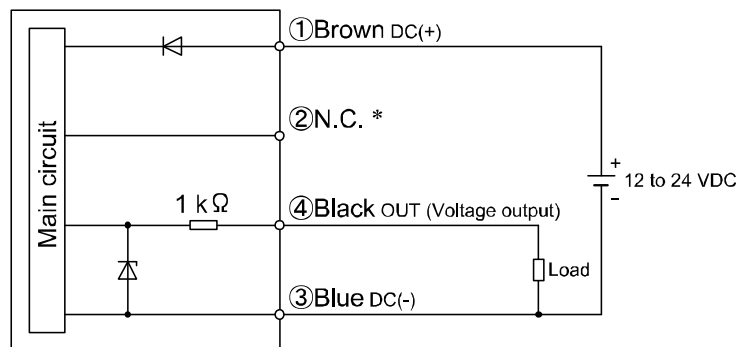 ①Brown DC(+)
②N.C. *
Main circuit
+
12 to 24 VDC
-
1 kΩ
④Black OUT (Voltage output)
Load
③Blue DC(-)